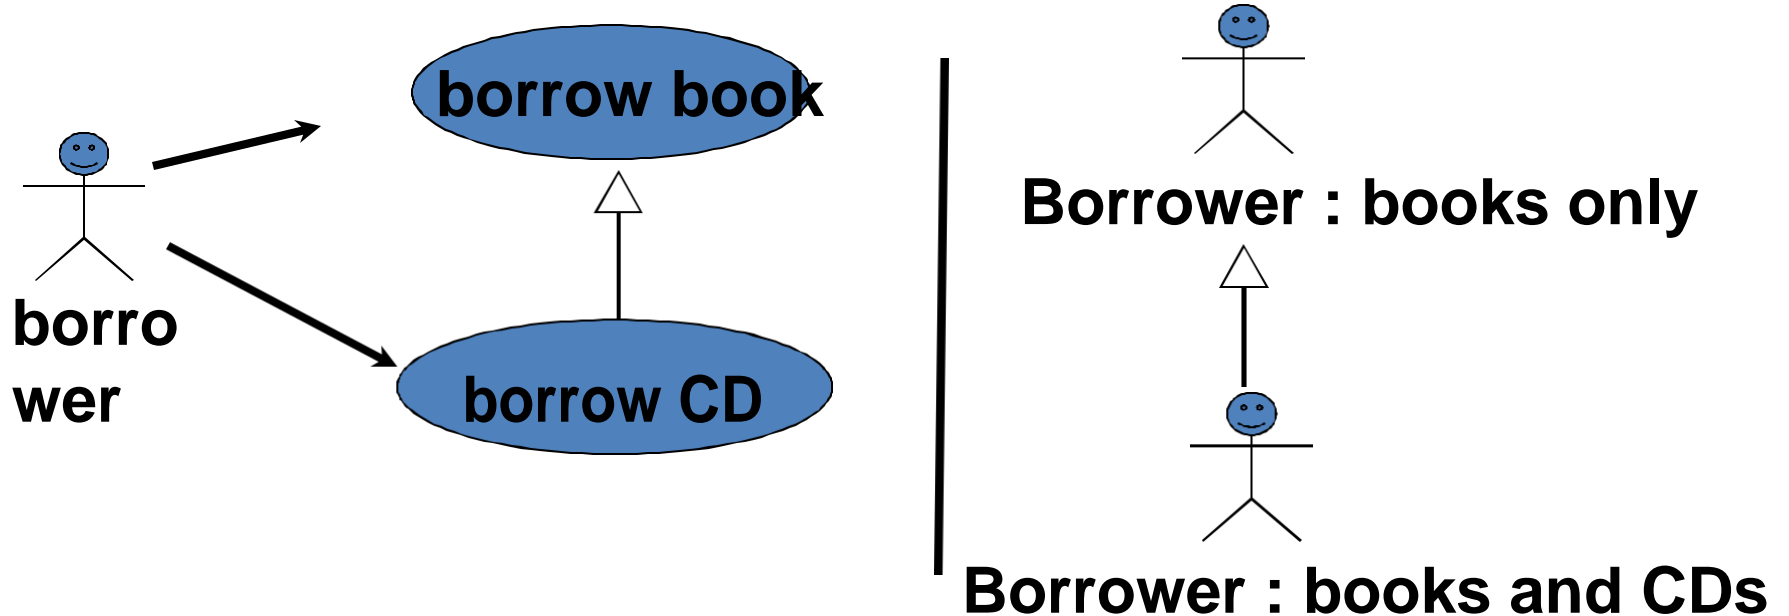 borrow book
borro
wer
borrow CD
Borrower : books only
Borrower : books and CDs